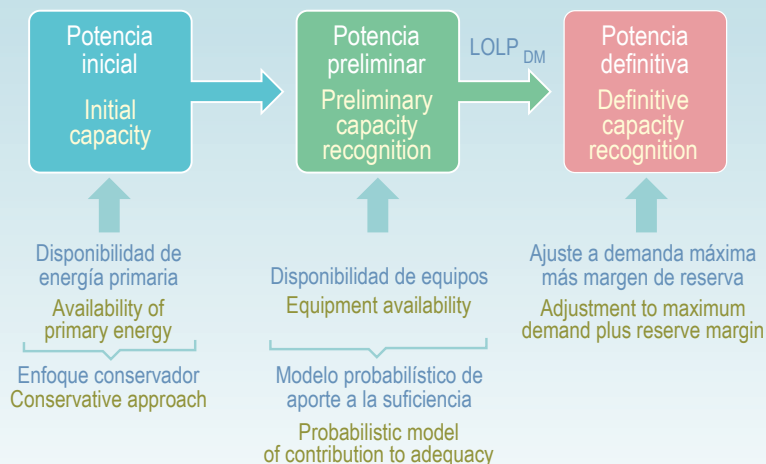 Potencia
inicial
Initial
capacity
Potencia
preliminar
Preliminary
capacity
recognition
LOLP DM
Potencia
definitiva
Definitive
capacity
recognition
Disponibilidad de
energía primaria
Availability of
primary energy
Enfoque conservador
Conservative approach
Disponibilidad de equipos
Equipment availability
Modelo probabilístico de
aporte a la suficiencia
Probabilistic model
of contribution to adequacy
Ajuste a demanda máxima
más margen de reserva
Adjustment to maximum
demand plus reserve margin